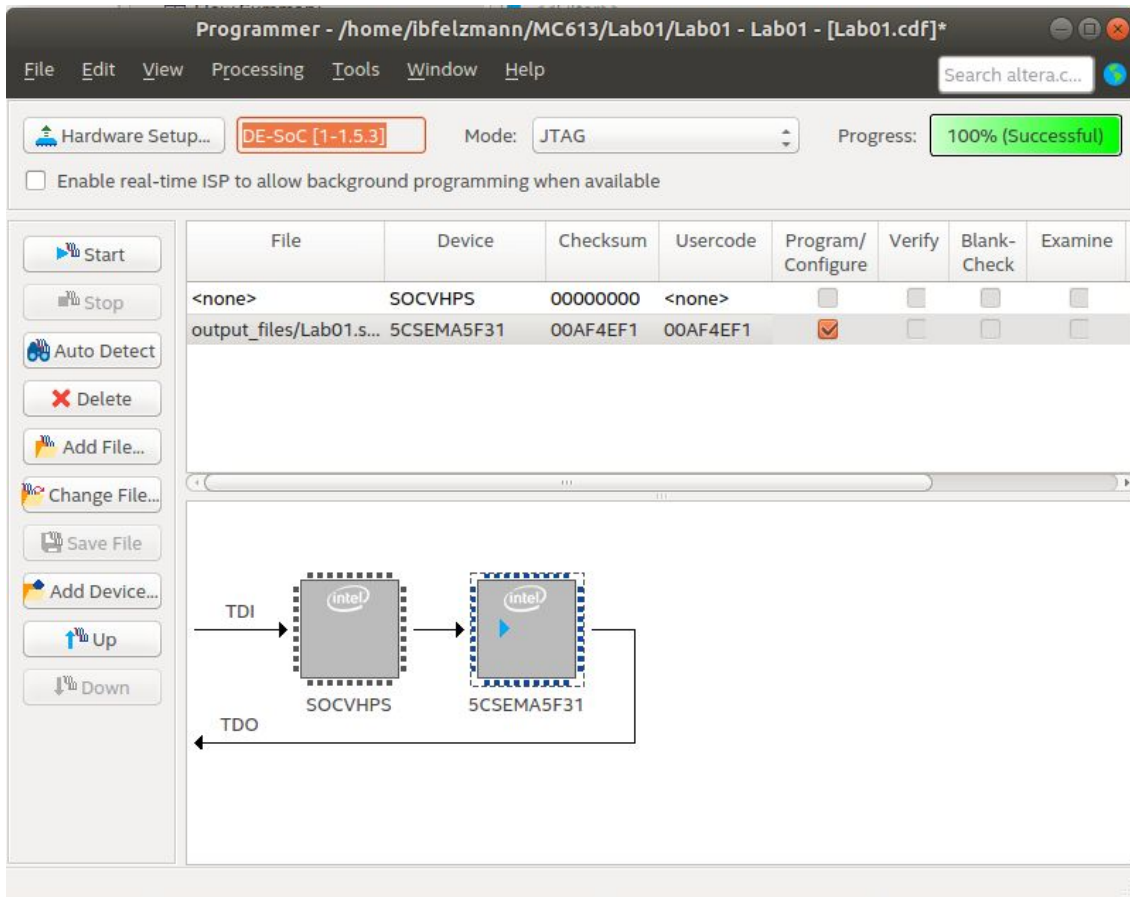 Programmer - /home/ibfelzmann/MC613/Lab01/Lab01 - Lab01 - [Lab01.cdf]*
File Edit View Processing Tools Window Help
Search altera.c...
Hardware Setup...
DE-SoC [1-1.5.3]
Mode:
JTAG
Progress:
100% (Successful)
Enable real-time ISP to allow background programming when available
Start
Stop
Auto Detect
Delete
Add File...
Change File...
Save File
Add Device...
Up
Down
File Device Checksum Usercode Program/ Verify Blank- Examine
Configure Check
<none> SOCVHPS 00000000 <none>
output_files/Lab01.s... 5CSEMA5F31 00AF4EF1 00AF4EF1
TDI
intel
intel
SOCVHPS
5CSEMA5F31
TDO